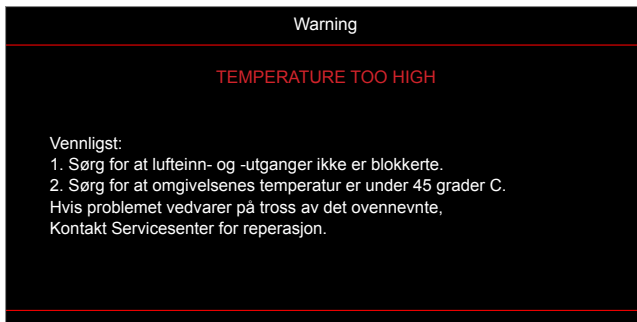 Warning
TEMPERATURE TOO HIGH
Vennligst:
1. Sørg for at lufteinn- og -utganger ikke er blokkerte.
2. Sørg for at omgivelsenes temperatur er under 45 grader C.
Hvis problemet vedvarer på tross av det ovennevnte,
Kontakt Servicesenter for reperasjon.